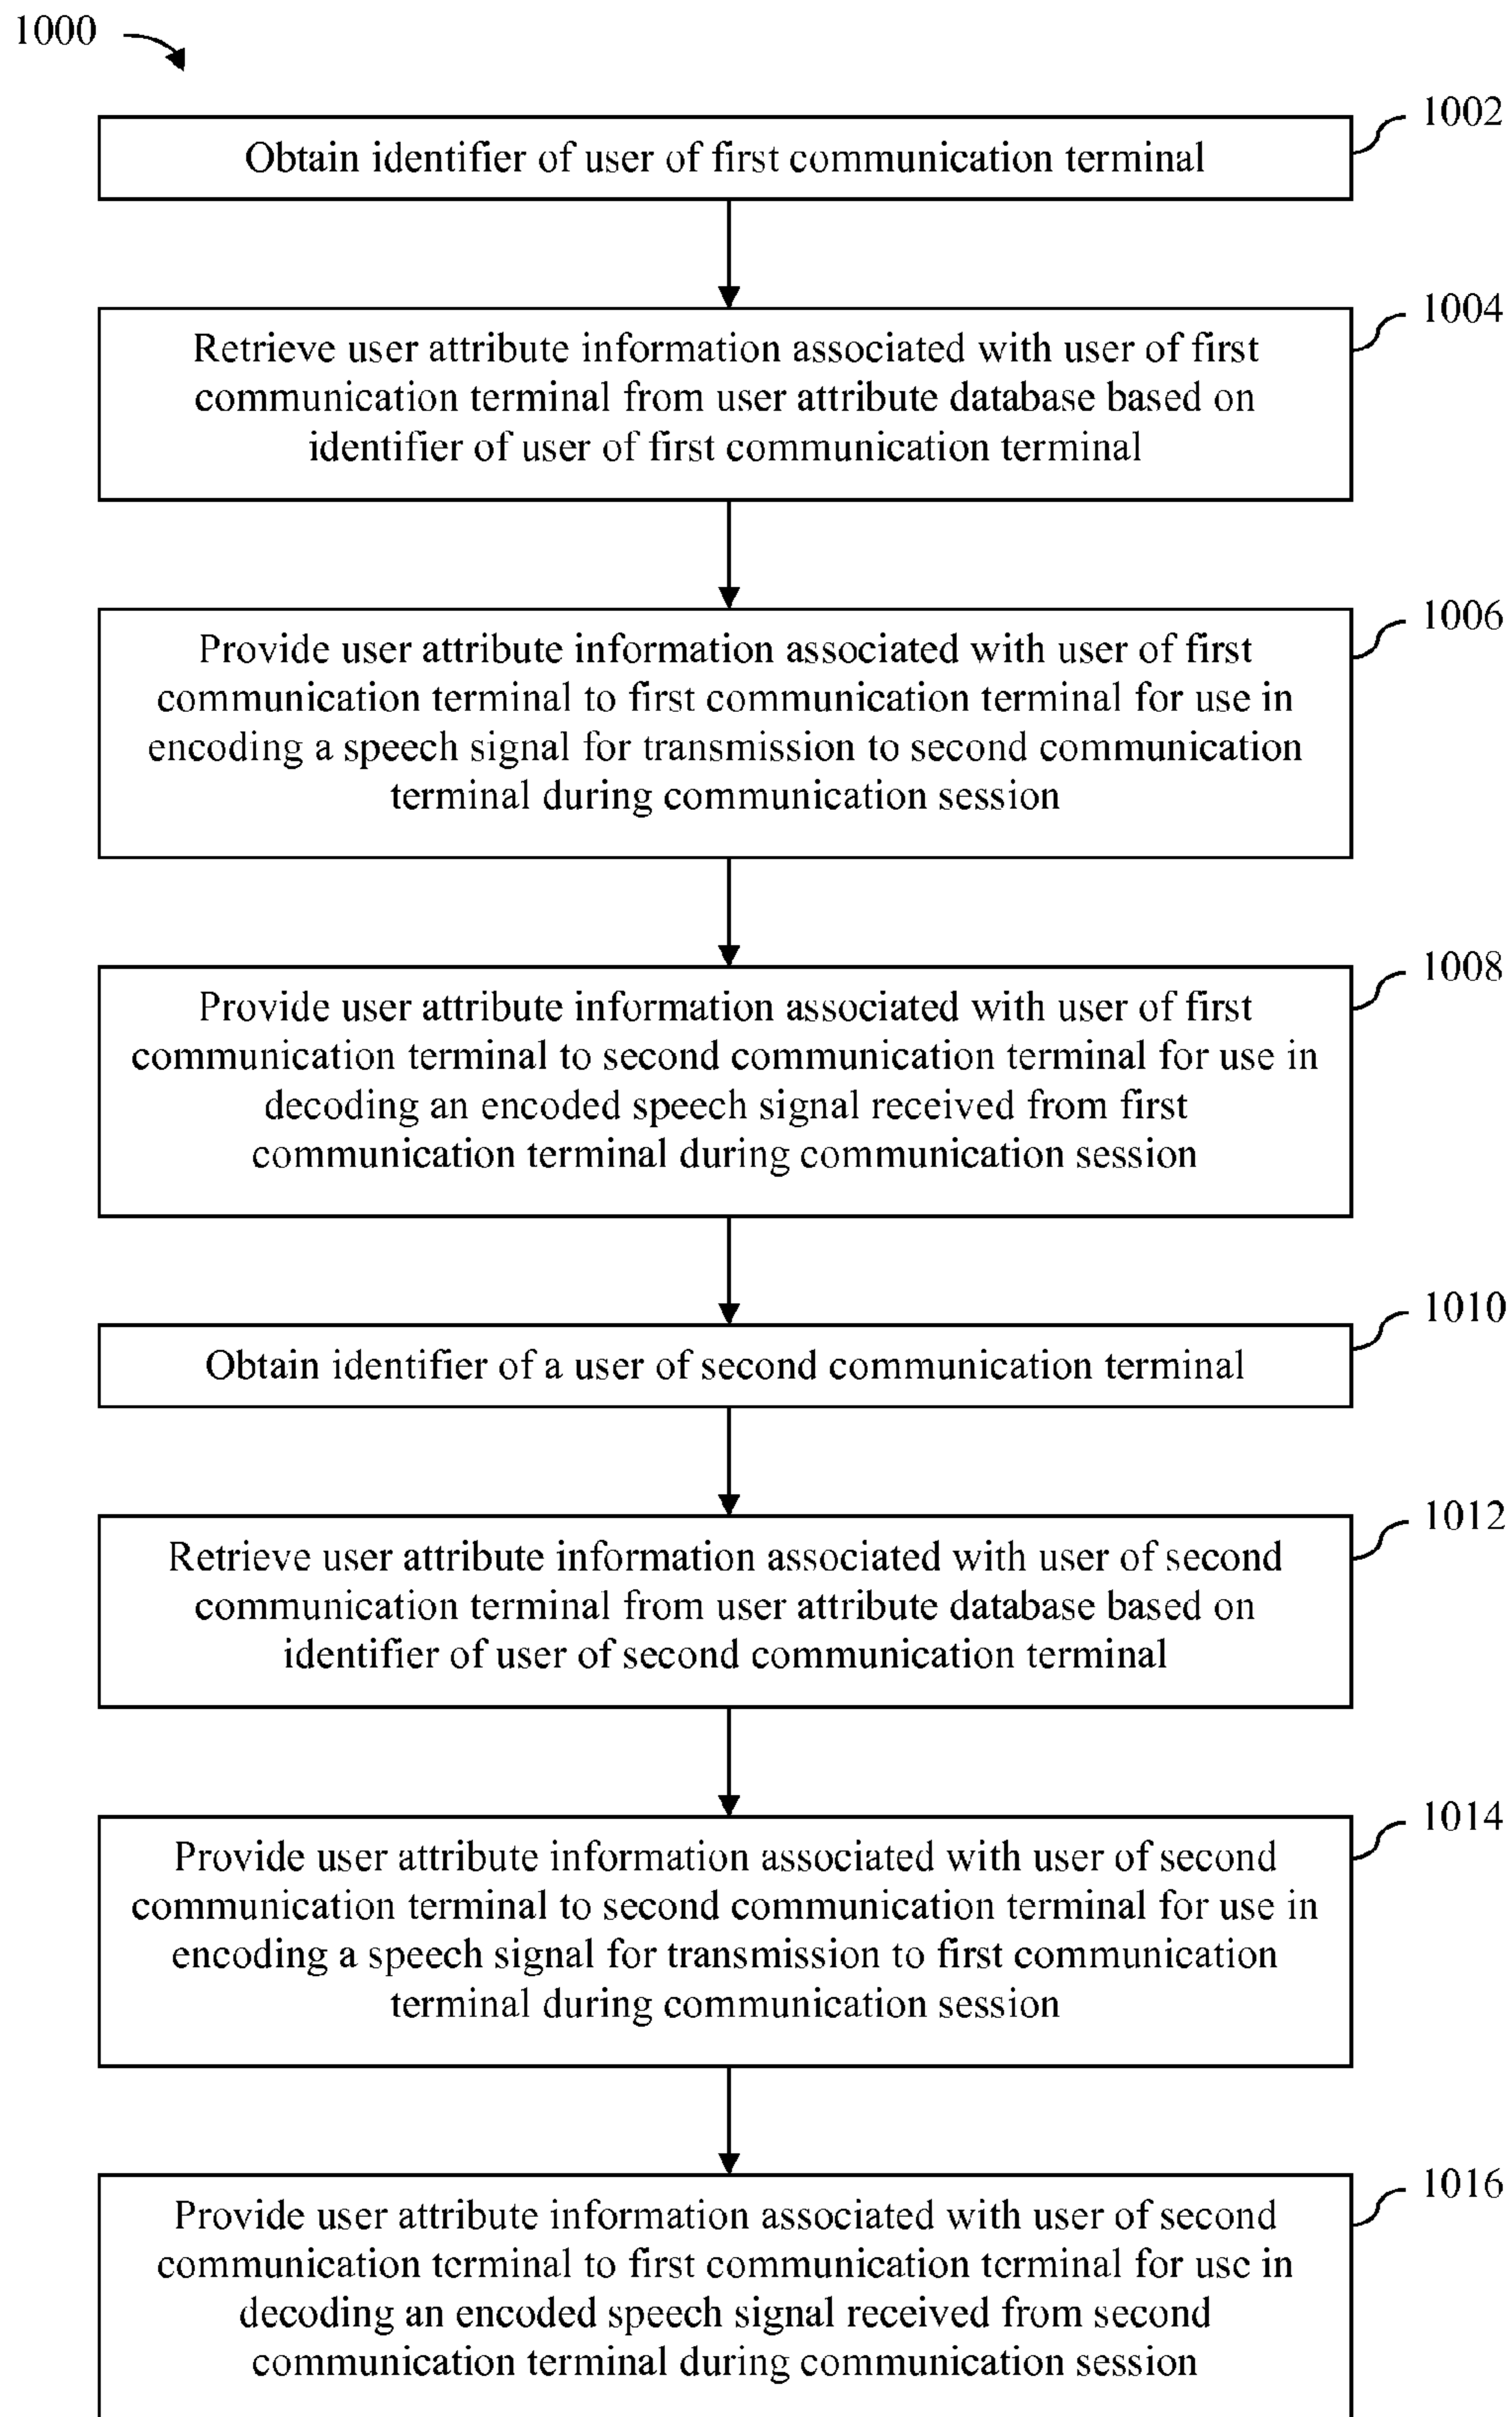 1000
1002
Obtain identifier of user of first communication terminal
1004
Retrieve user attribute information associated with user of first
communication terminal from user attribute database based on
identifier of user of first communication terminal
1006
Provide user attribute information associated with user of first
communication terminal to first communication terminal for use in
encoding a speech signal for transmission to second communication
terminal during communication session
1008
Provide user attribute information associated with user of first
communication terminal to second communication terminal for use in
decoding an encoded speech signal received from first
communication terminal during communication session
1010
Obtain identifier of a user of second communication terminal
1012
Retrieve user attribute information associated with user of second
communication terminal from user attribute database based on
identifier of user of second communication terminal
1014
Provide user attribute information associated with user of second
communication terminal to second communication terminal for use in
encoding a speech signal for transmission to first communication
terminal during communication session
1016
Provide user attribute information associated with user of second
communication terminal to first communication terminal for use in
decoding an encoded speech signal received from second
communication terminal during communication session